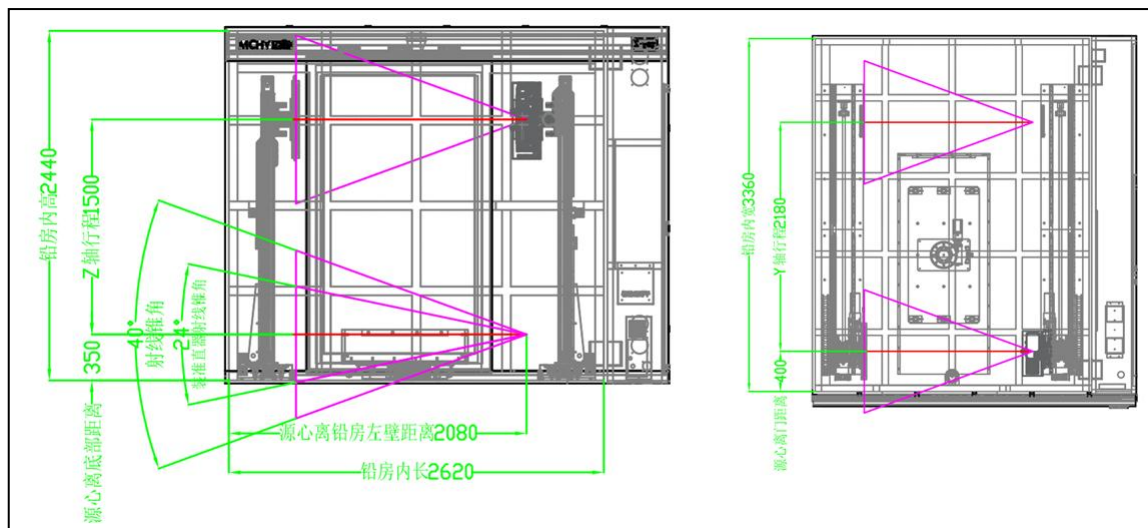 铅房内高2440
Z轴行程1500
350
源心离底部距离
40°
射线锥角
24°
装准直器射线锥角
源心离铅房左壁距离2080
铅房内长2620
铅房内宽3360
Y轴行程2180
400
源心离门距离